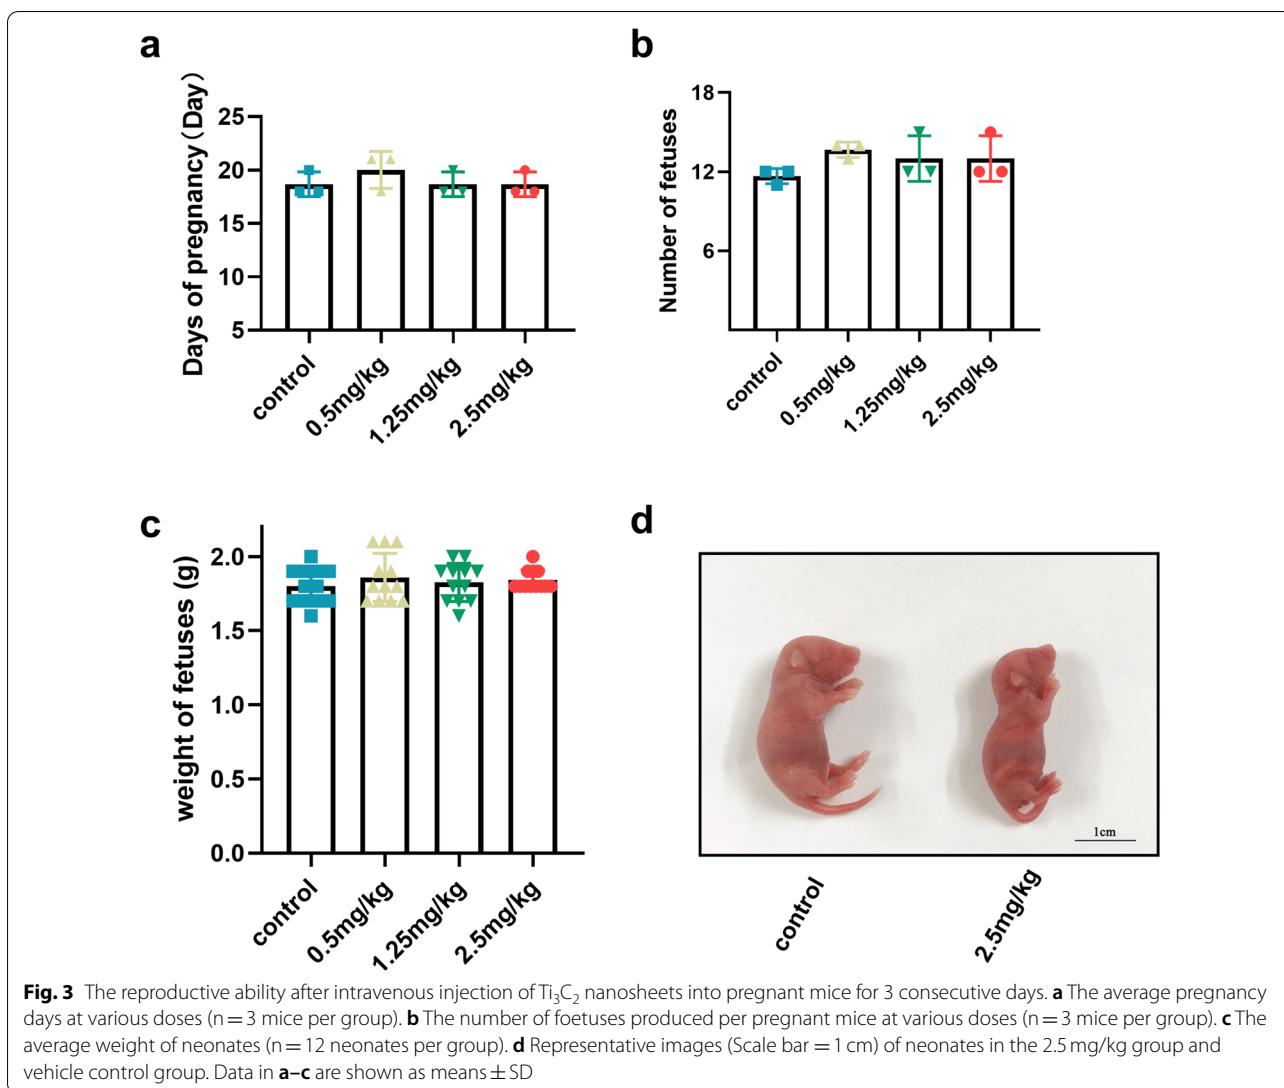 a
Days of pregnancy(Day)
25
20
15
10
5
control
0.5mg/kg
1.25mg/kg
2.5mg/kg
b
Number of fetuses
18
12
6
control
0.5mg/kg
1.25mg/kg
2.5mg/kg
c
weight of fetuses (g)
2.0
1.5
1.0
0.5
0.0
control
0.5mg/kg
1.25mg/kg
2.5mg/kg
d
1cm
control
2.5mg/kg
Fig. 3 The reproductive ability after intravenous injection of Ti₃C₂ nanosheets into pregnant mice for 3 consecutive days. a The average pregnancy
days at various doses (n = 3 mice per group). b The number of foetuses produced per pregnant mice at various doses (n = 3 mice per group). c The
average weight of neonates (n = 12 neonates per group). d Representative images (Scale bar = 1 cm) of neonates in the 2.5 mg/kg group and
vehicle control group. Data in a–c are shown as means ± SD